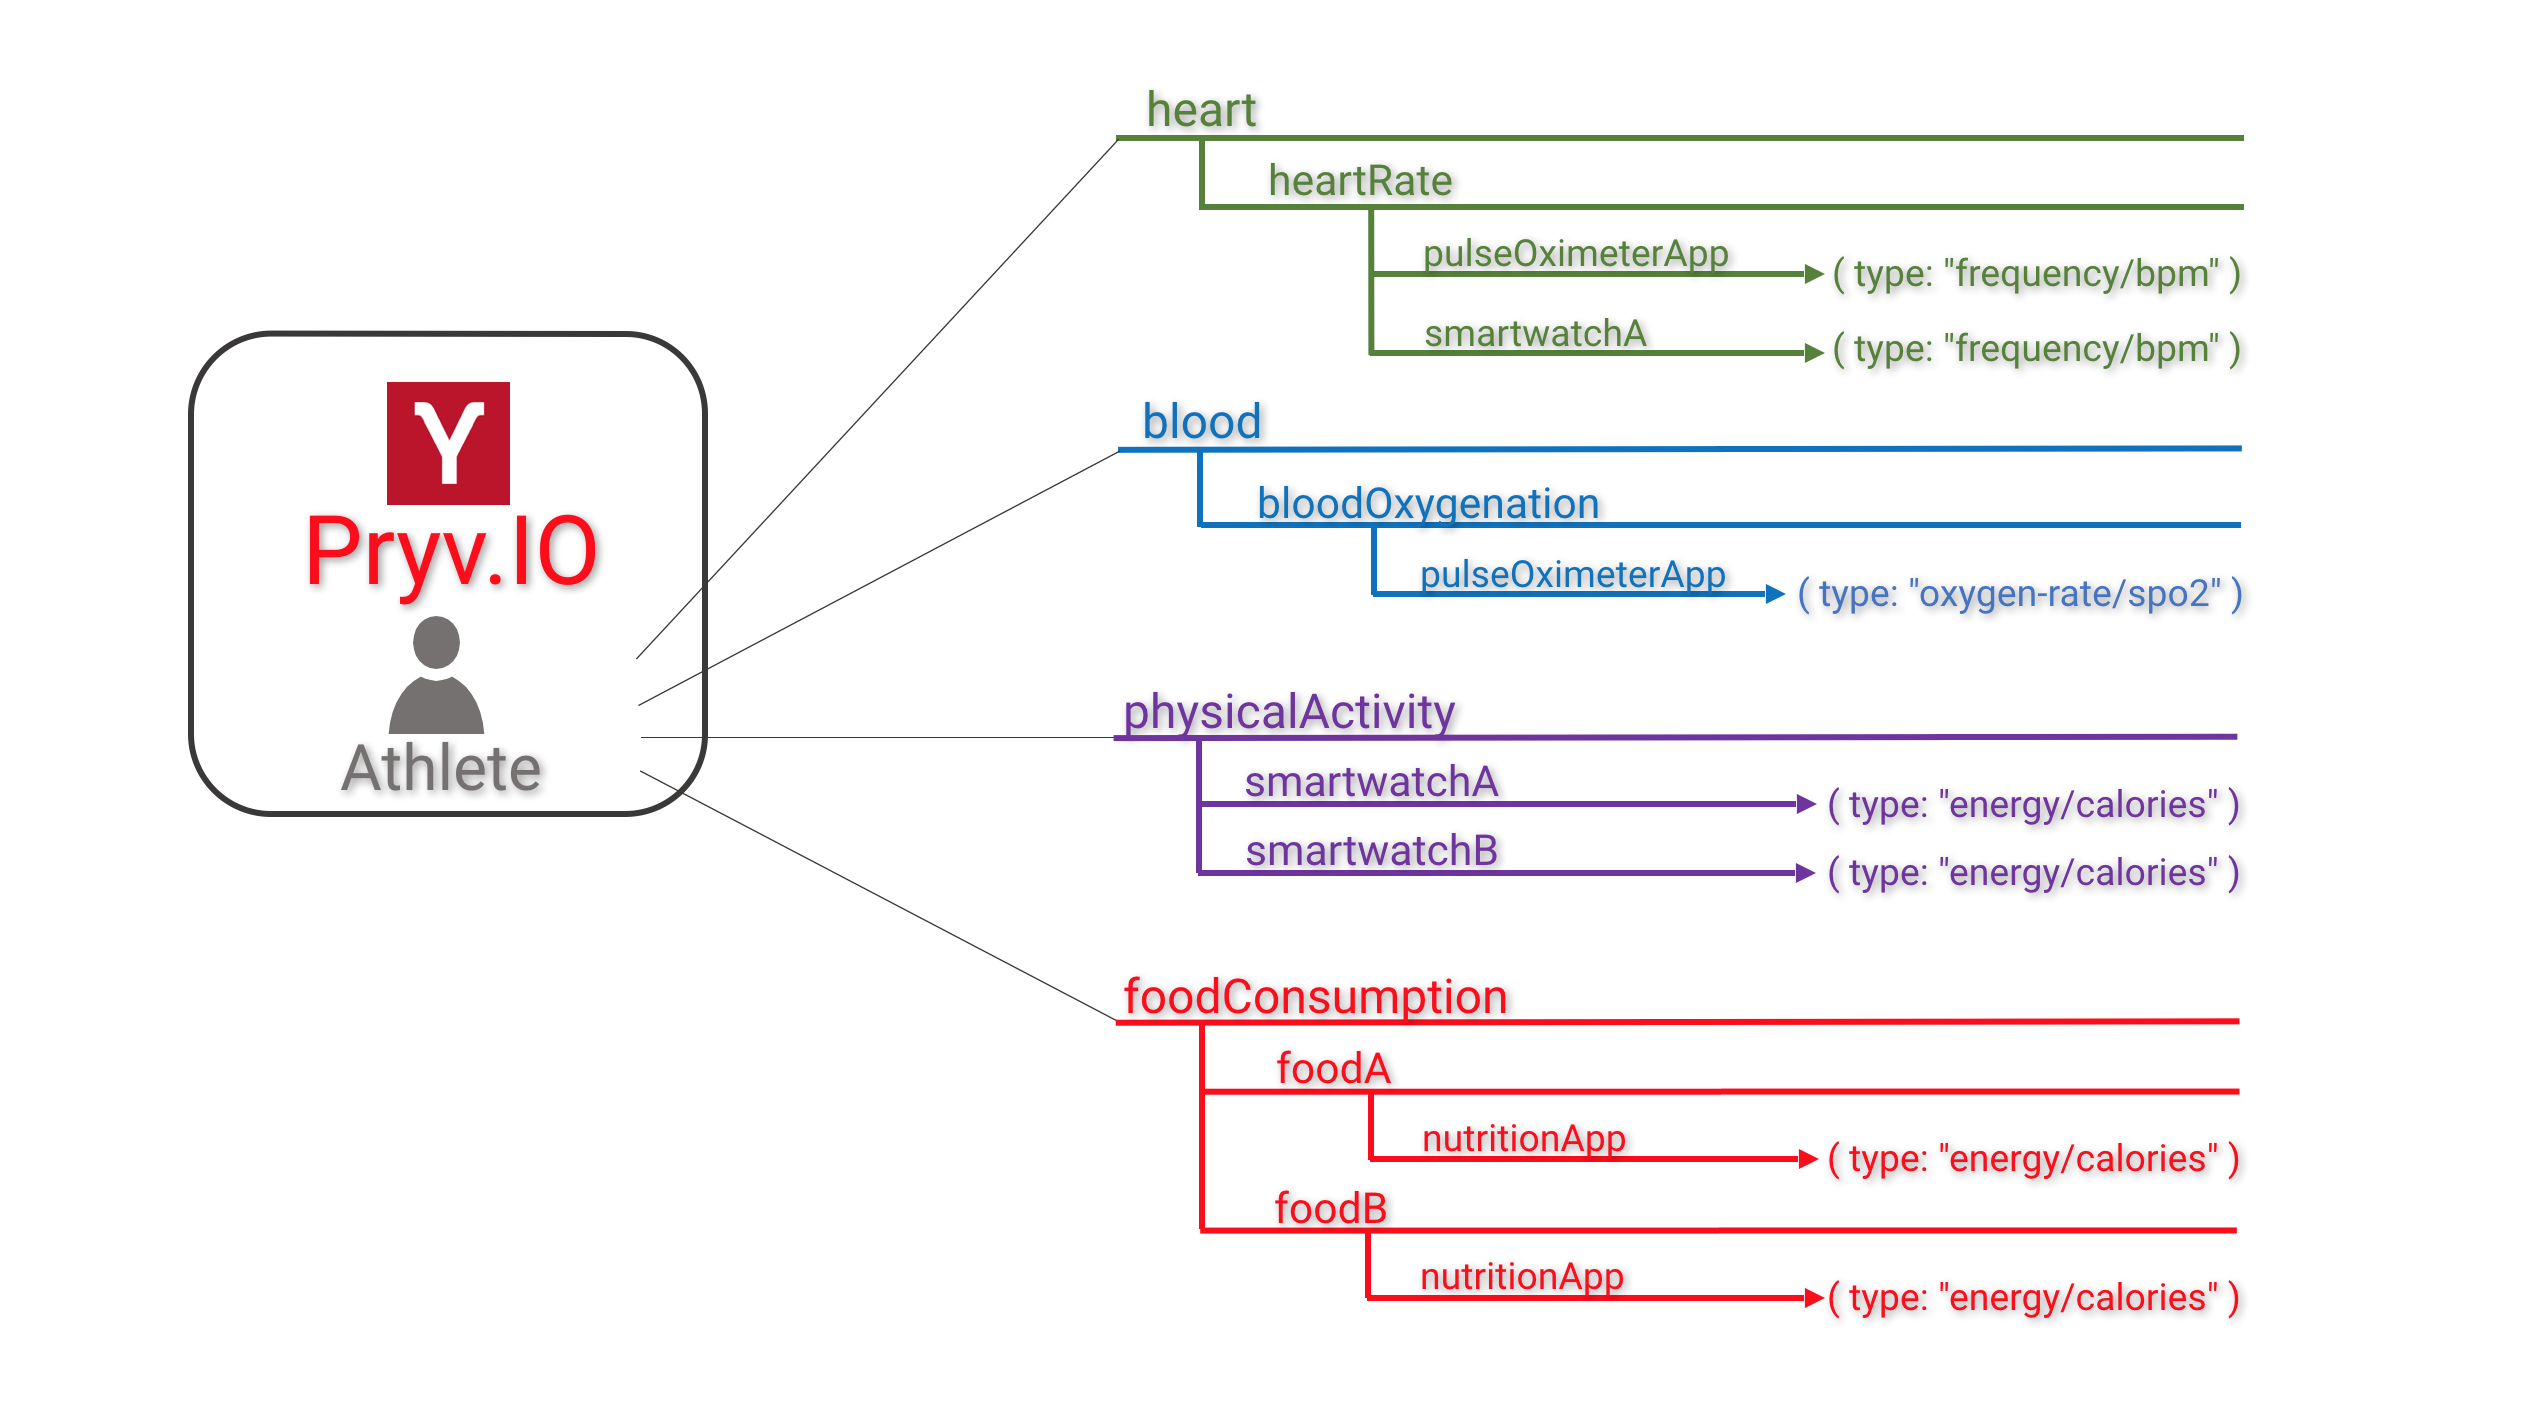 Y
Pryv.IO
Athlete
heart
heartRate
pulseOximeterApp ( type: "frequency/bpm" )
smartwatchA ( type: "frequency/bpm" )
blood
bloodOxygenation
pulseOximeterApp ( type: "oxygen-rate/spo2" )
physicalActivity
smartwatchA ( type: "energy/calories" )
smartwatchB ( type: "energy/calories" )
foodConsumption
foodA
nutritionApp ( type: "energy/calories" )
foodB
nutritionApp ( type: "energy/calories" )